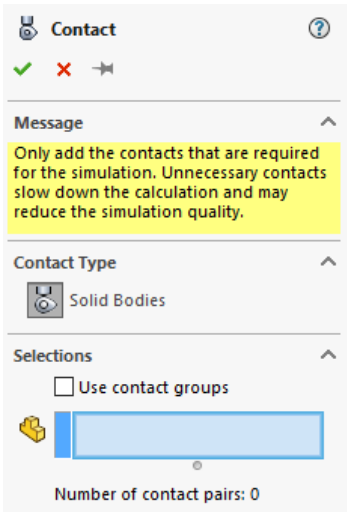 Contact
Message
Only add the contacts that are required
for the simulation. Unnecessary contacts
slow down the calculation and may
reduce the simulation quality.
Contact Type
Solid Bodies
Selections
Use contact groups
Number of contact pairs: 0